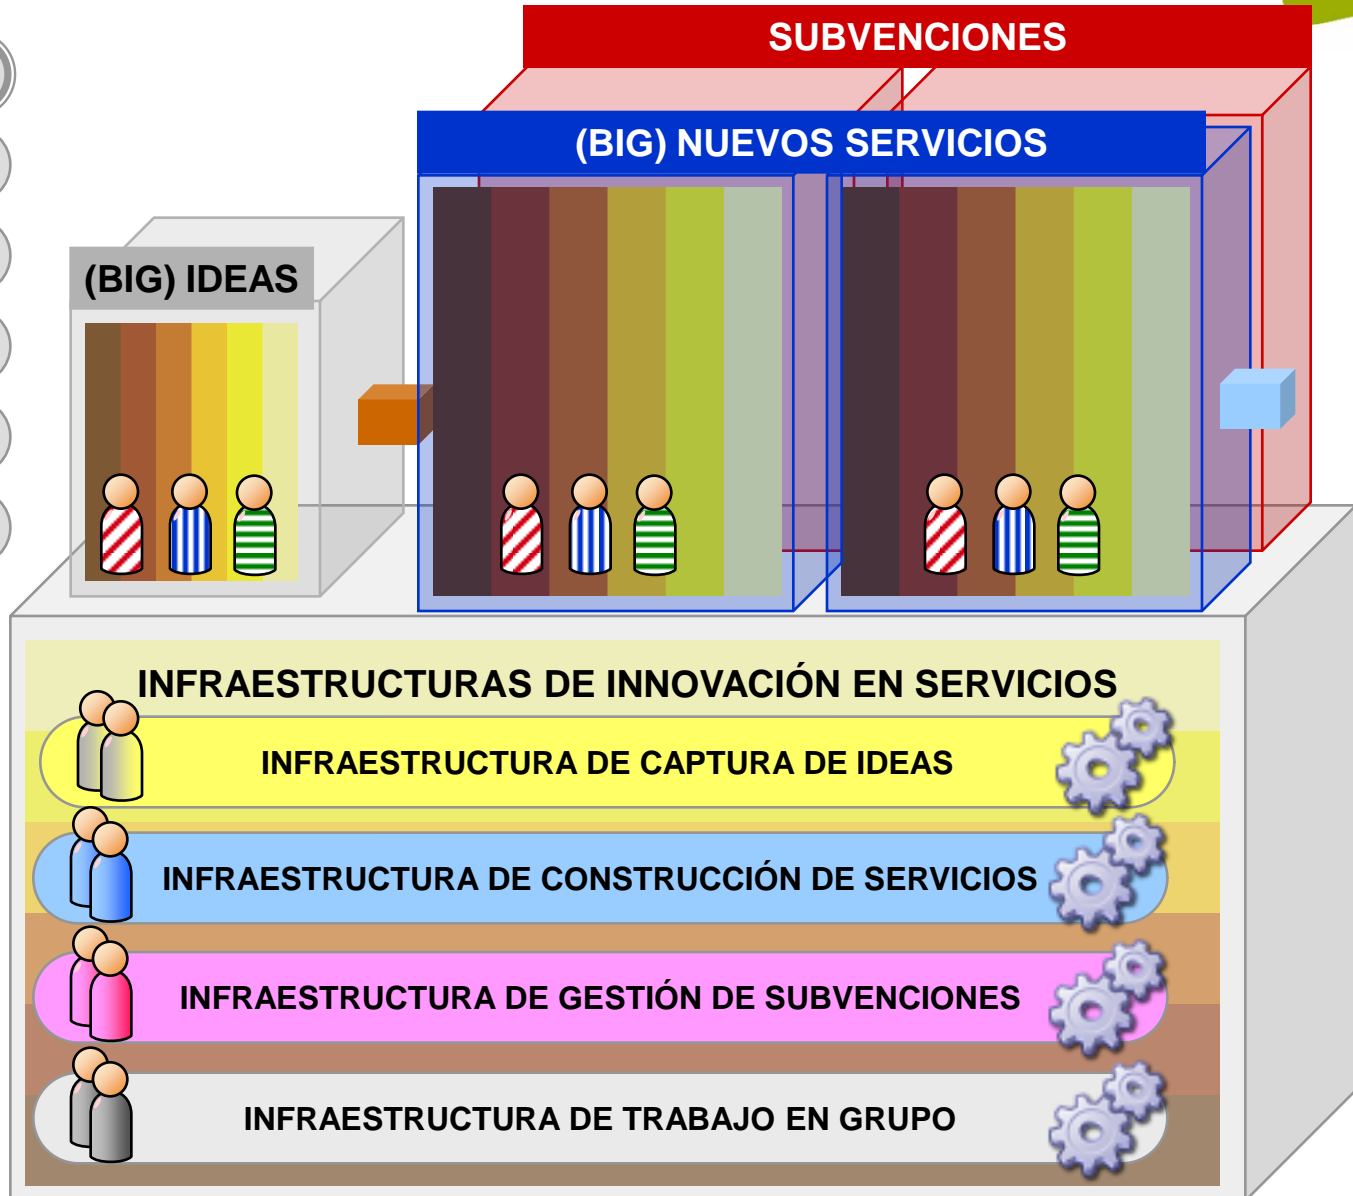 SUBVENCIONES
(BIG) NUEVOS SERVICIOS
(BIG) IDEAS
INFRAESTRUCTURAS DE INNOVACIÓN EN SERVICIOS
INFRAESTRUCTURA DE CAPTURA DE IDEAS
INFRAESTRUCTURA DE CONSTRUCCIÓN DE SERVICIOS
INFRAESTRUCTURA DE GESTIÓN DE SUBVENCIONES
INFRAESTRUCTURA DE TRABAJO EN GRUPO